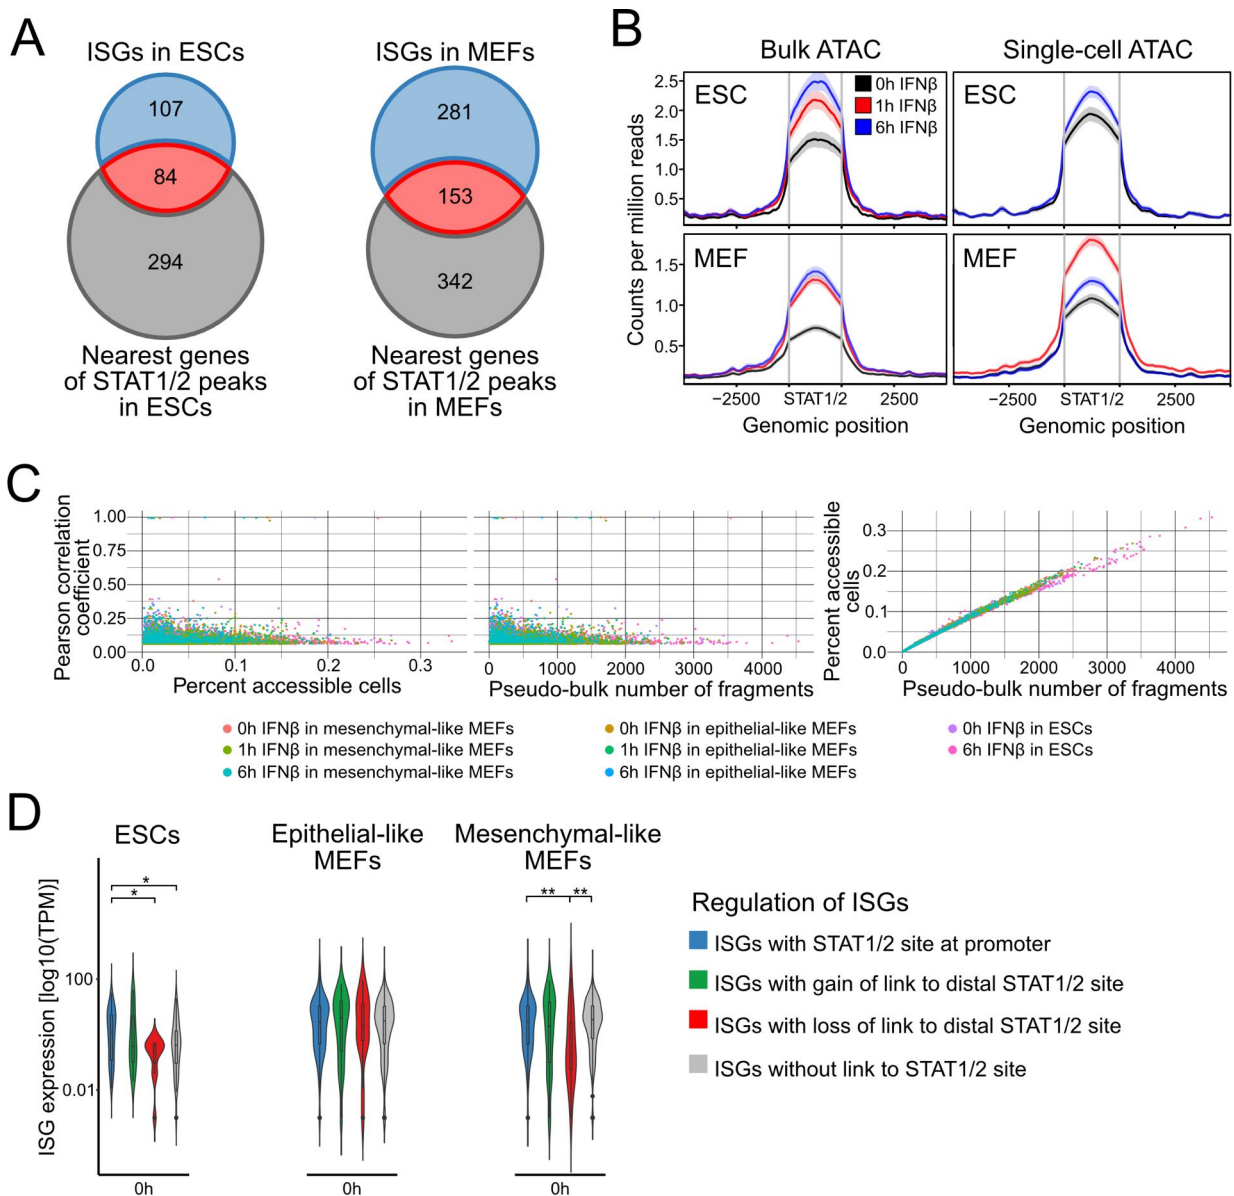 A
ISGs in ESCs
107
84
294
Nearest genes
of STAT1/2 peaks
in ESCs
ISGs in MEFs
281
153
342
Nearest genes
of STAT1/2 peaks
in MEFs
B
Bulk ATAC
Single-cell ATAC
Counts per million reads
2.5
2.0
1.5
1.0
0.5
ESC
0h IFNβ
1h IFNβ
6h IFNβ
ESC
1.5
1.0
0.5
MEF
MEF
−2500 STAT1/2 2500
−2500 STAT1/2 2500
Genomic position
Genomic position
C
Pearson correlation
coefficient
1.00
0.75
0.50
0.25
0.00
0.0 0.1 0.2 0.3
Percent accessible cells
0 1000 2000 3000 4000
Pseudo-bulk number of fragments
Percent accessible
cells
0.3
0.2
0.1
0.0
0 1000 2000 3000 4000
Pseudo-bulk number of fragments
0h IFNβ in mesenchymal-like MEFs
1h IFNβ in mesenchymal-like MEFs
6h IFNβ in mesenchymal-like MEFs
0h IFNβ in epithelial-like MEFs
1h IFNβ in epithelial-like MEFs
6h IFNβ in epithelial-like MEFs
0h IFNβ in ESCs
6h IFNβ in ESCs
D
ESCs
Epithelial-like
MEFs
Mesenchymal-like
MEFs
ISG expression [log10(TPM)]
100
0.01
*
*
** **
0h
0h
0h
Regulation of ISGs
ISGs with STAT1/2 site at promoter
ISGs with gain of link to distal STAT1/2 site
ISGs with loss of link to distal STAT1/2 site
ISGs without link to STAT1/2 site